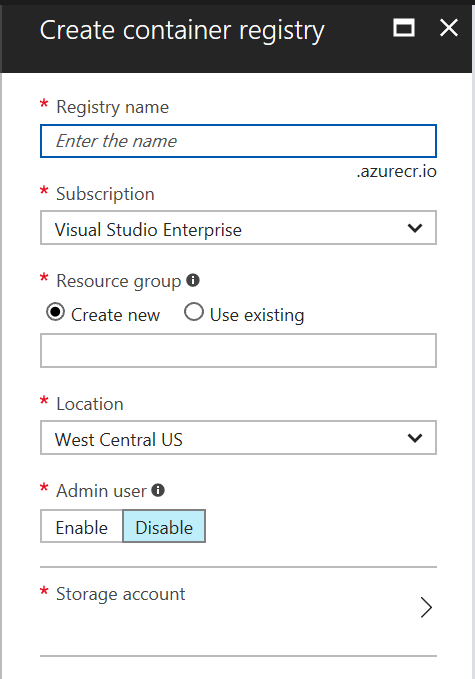 Create container registry
* Registry name
Enter the name
.azurecr.io
* Subscription
Visual Studio Enterprise
* Resource group
Create new Use existing
* Location
West Central US
* Admin user
Enable Disable
* Storage account